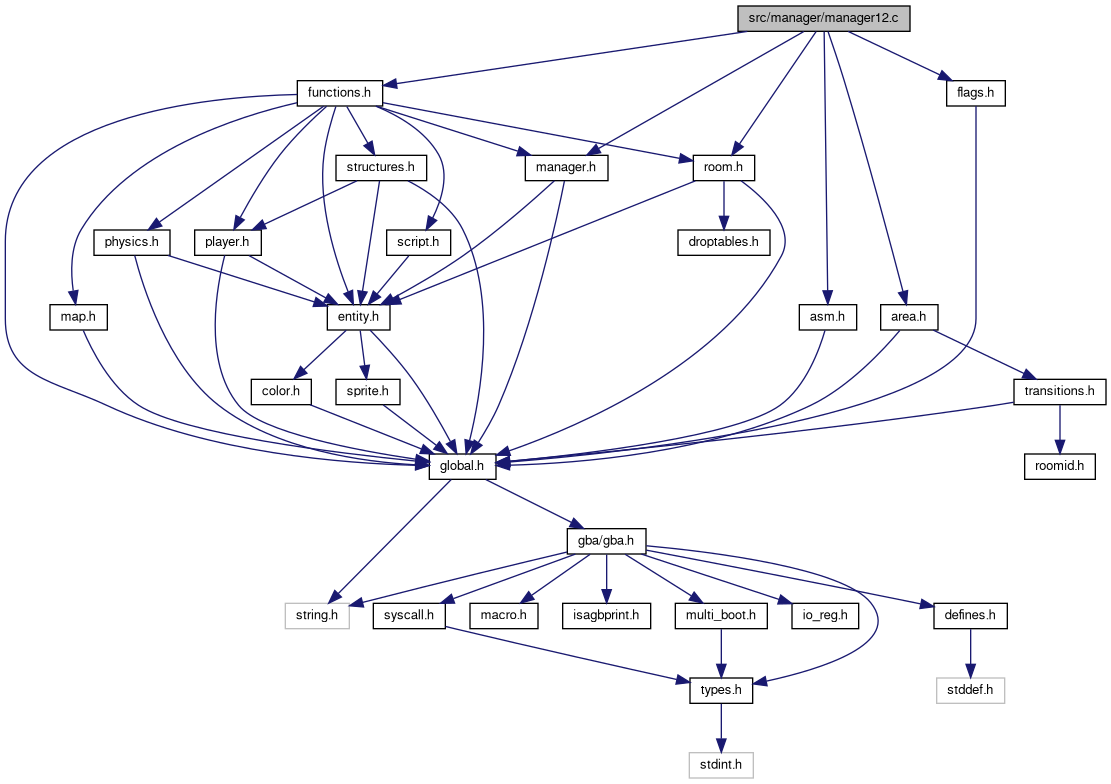 src/manager/manager12.c
functions.h
flags.h
structures.h
manager.h
room.h
physics.h
player.h
script.h
droptables.h
map.h
entity.h
asm.h
area.h
color.h
sprite.h
transitions.h
global.h
roomid.h
gba/gba.h
string.h
syscall.h
macro.h
isagbprint.h
multi_boot.h
io_reg.h
defines.h
types.h
stddef.h
stdint.h